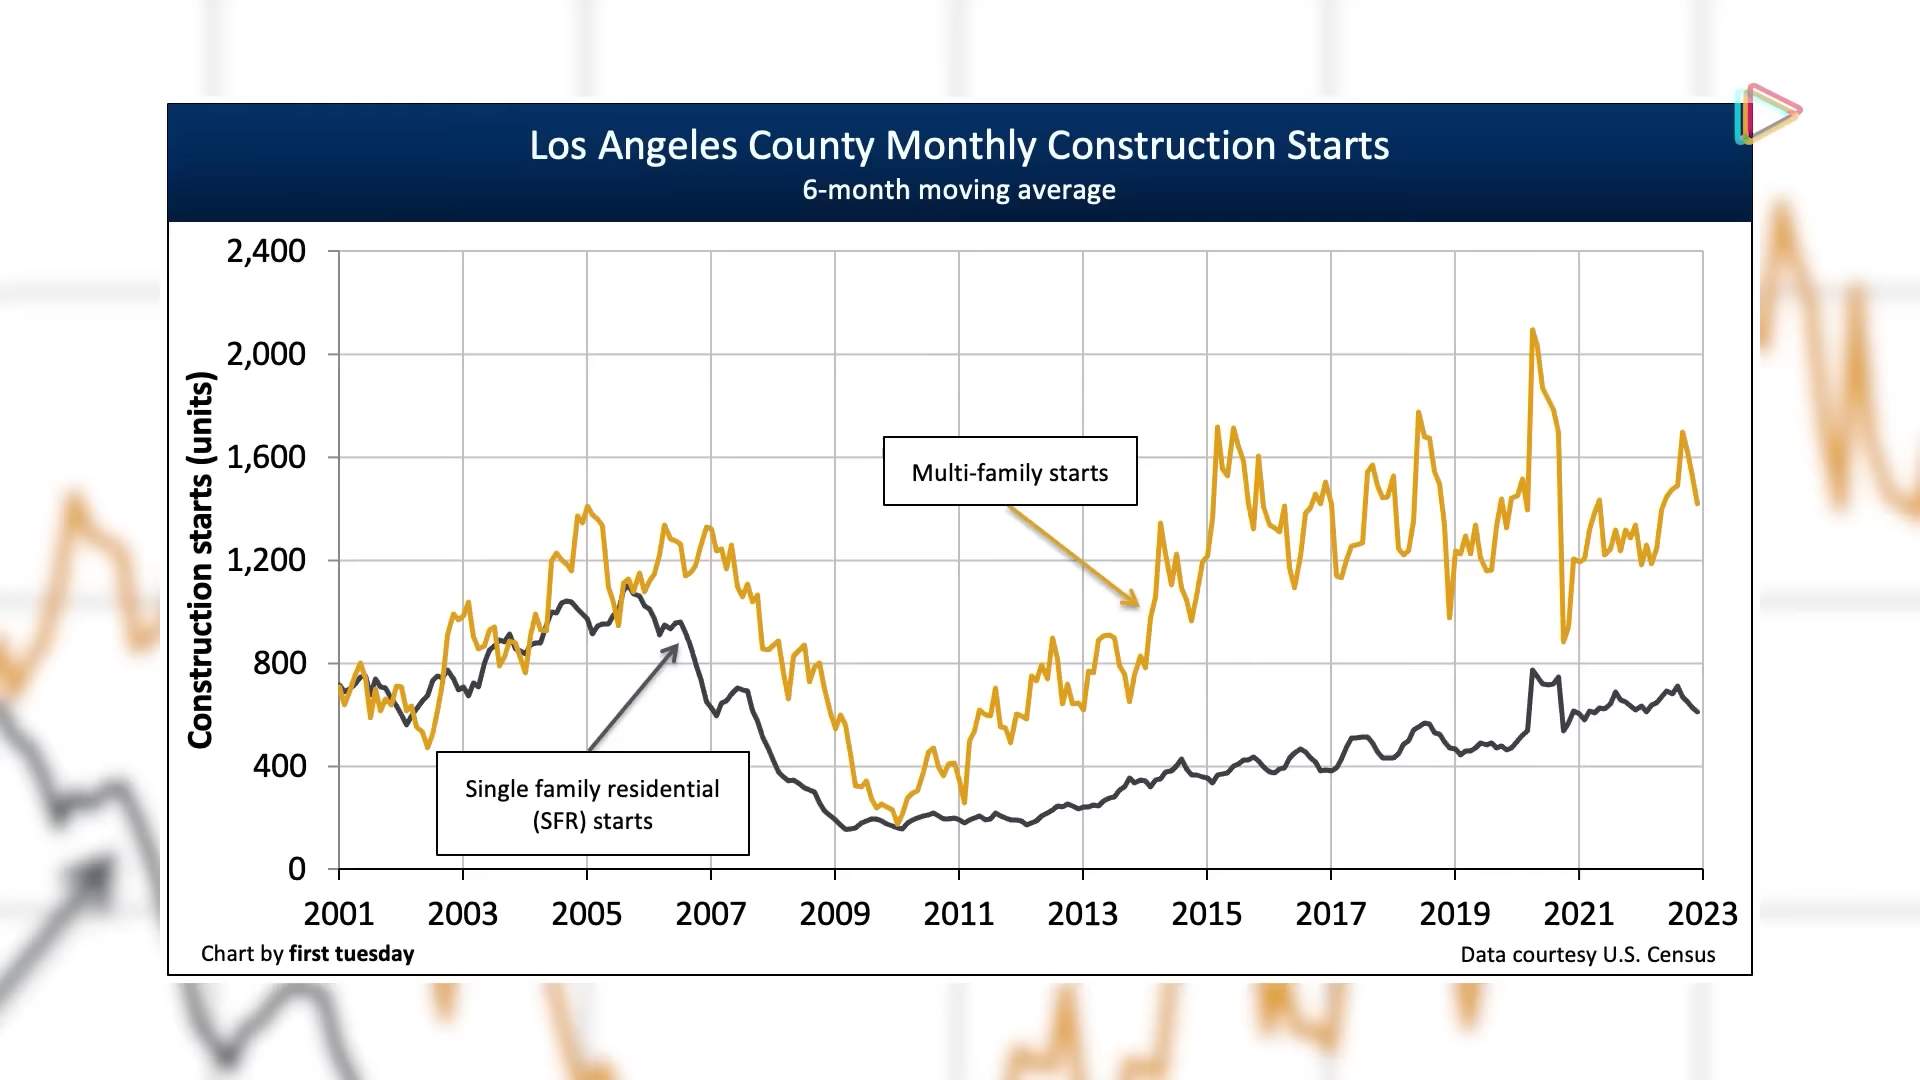 Los Angeles County Monthly Construction Starts
6-month moving average
Construction starts (units)
2,400
2,000
1,600
1,200
800
400
0
Multi-family starts
Single family residential
(SFR) starts
2001 2003 2005 2007 2009 2011 2013 2015 2017 2019 2021 2023
Chart by first tuesday
Data courtesy U.S. Census